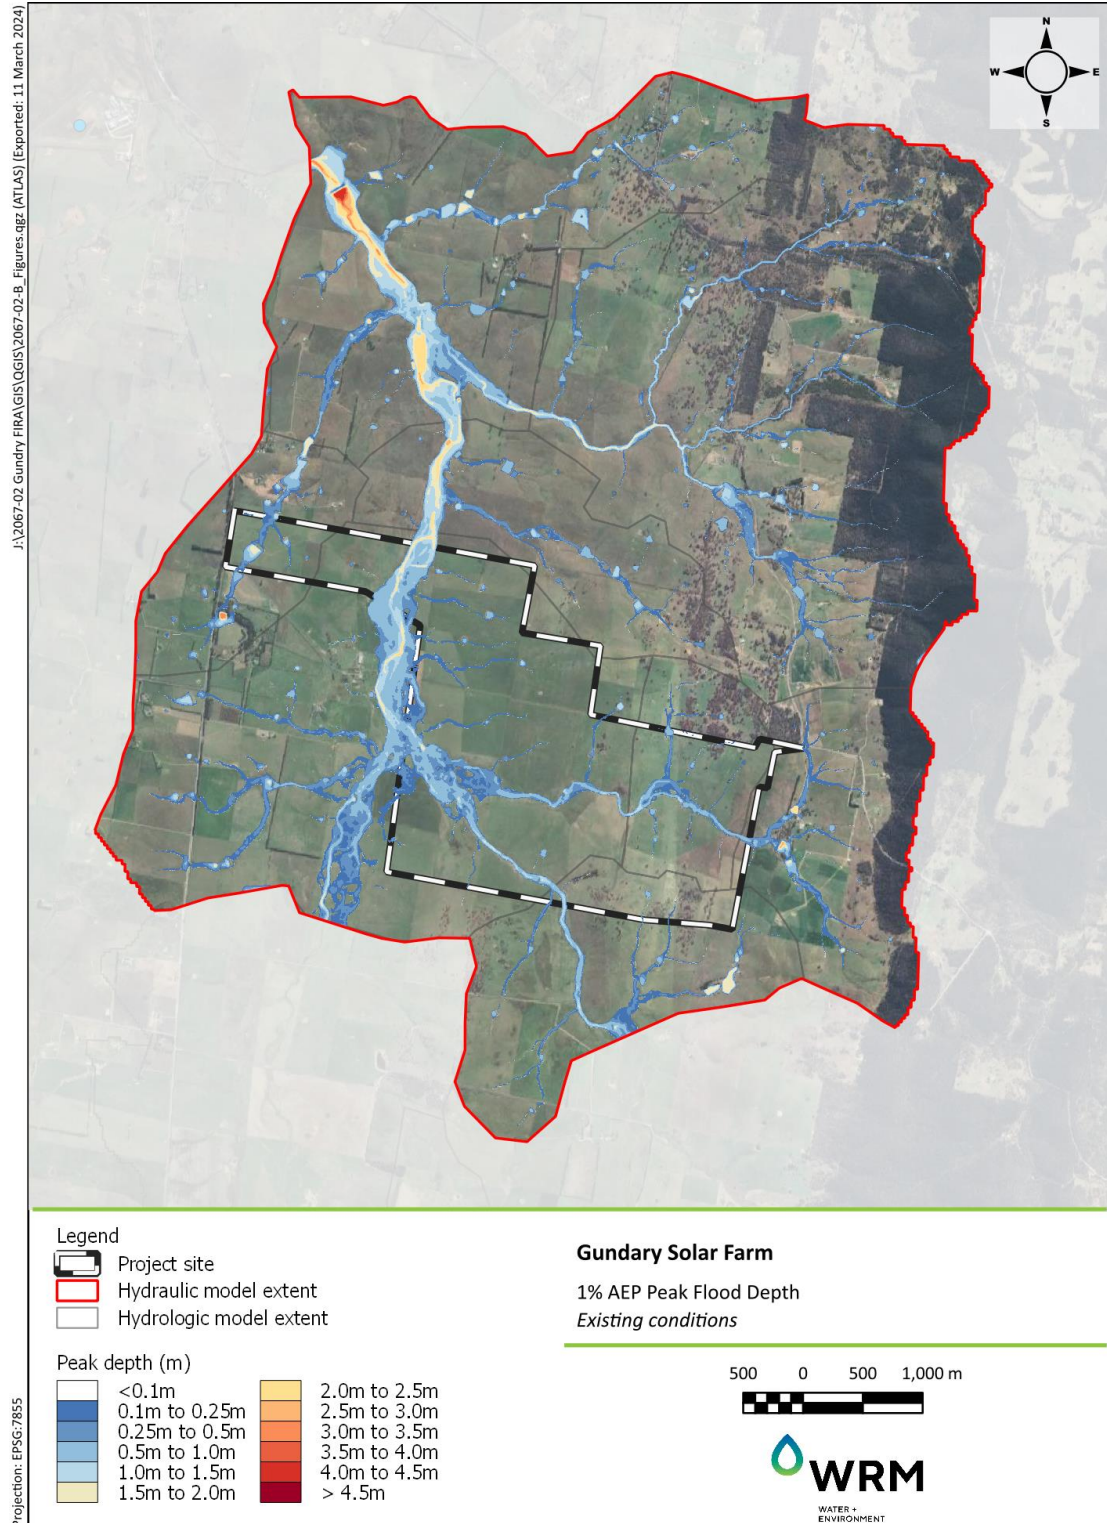 J:\2067-02 Gundry FIRA\GIS\QGIS\2067-02-B_Figures.qgz (ATLAS) (Exported: 11 March 2024)
N
W
E
S
Legend
Project site
Hydraulic model extent
Hydrologic model extent
Peak depth (m)
<0.1m
0.1m to 0.25m
0.25m to 0.5m
0.5m to 1.0m
1.0m to 1.5m
1.5m to 2.0m
2.0m to 2.5m
2.5m to 3.0m
3.0m to 3.5m
3.5m to 4.0m
4.0m to 4.5m
> 4.5m
Gundary Solar Farm
1% AEP Peak Flood Depth
Existing conditions
500 0 500 1,000 m
WRM
WATER +
ENVIRONMENT
Projection: EPSG:7855